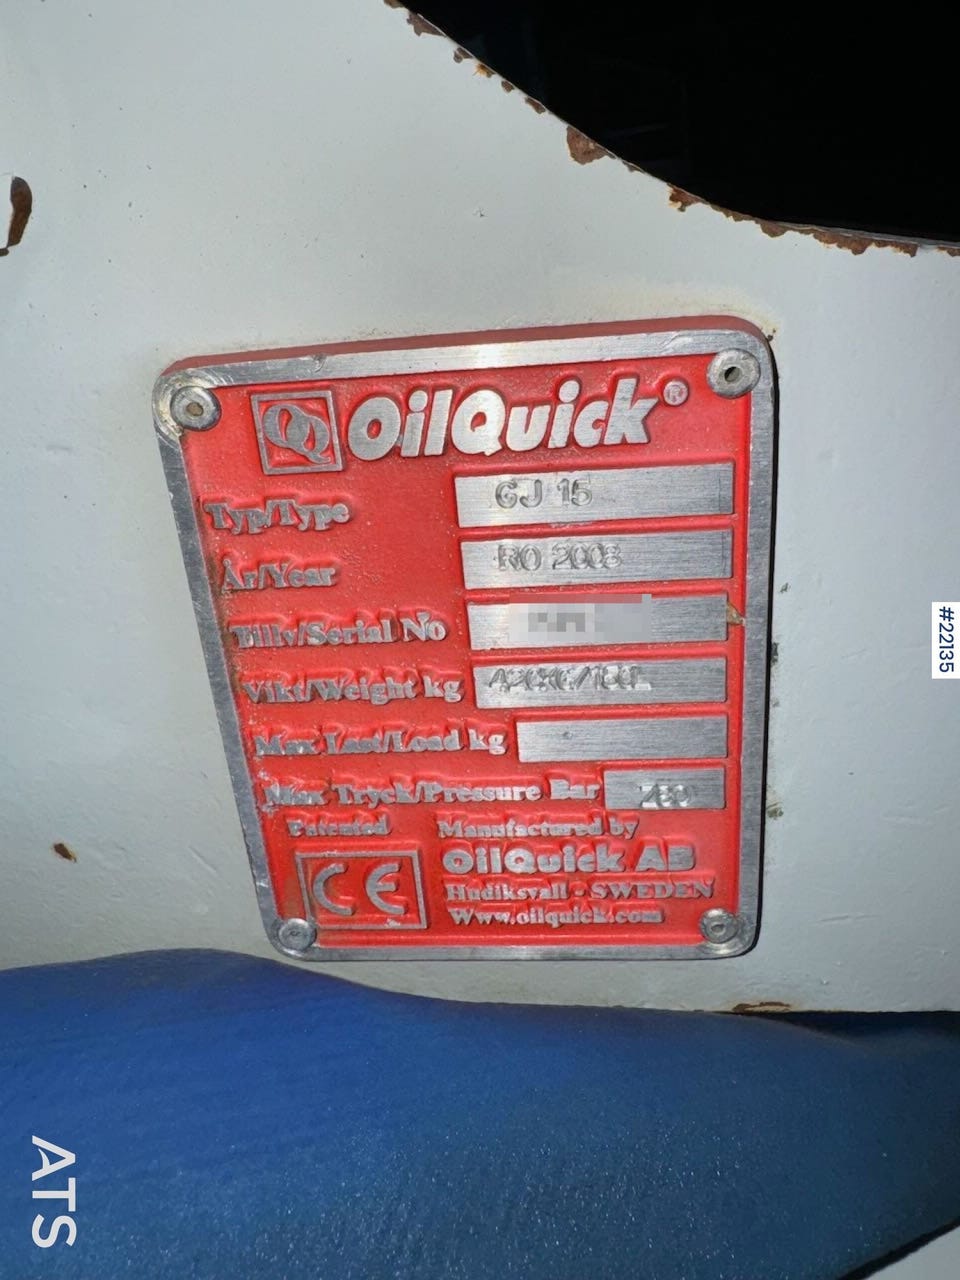 OilQuick®
Typ/Type GJ 15
År/Year RO 2008
Tillv/Serial No
Vikt/Weight kg
Max Last/Load kg
Max Tryck/Pressure Bar
Patented Manufactured by
CE OilQuick AB
Hudiksvall - SWEDEN
Www.oilquick.com
#22135
ATS